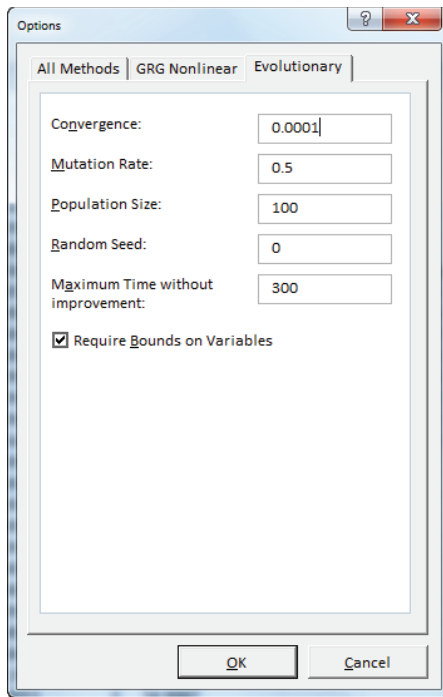 Options
All Methods GRG Nonlinear Evolutionary
Convergence: 0.0001
Mutation Rate: 0.5
Population Size: 100
Random Seed: 0
Maximum Time without 300
improvement:
Require Bounds on Variables
OK Cancel